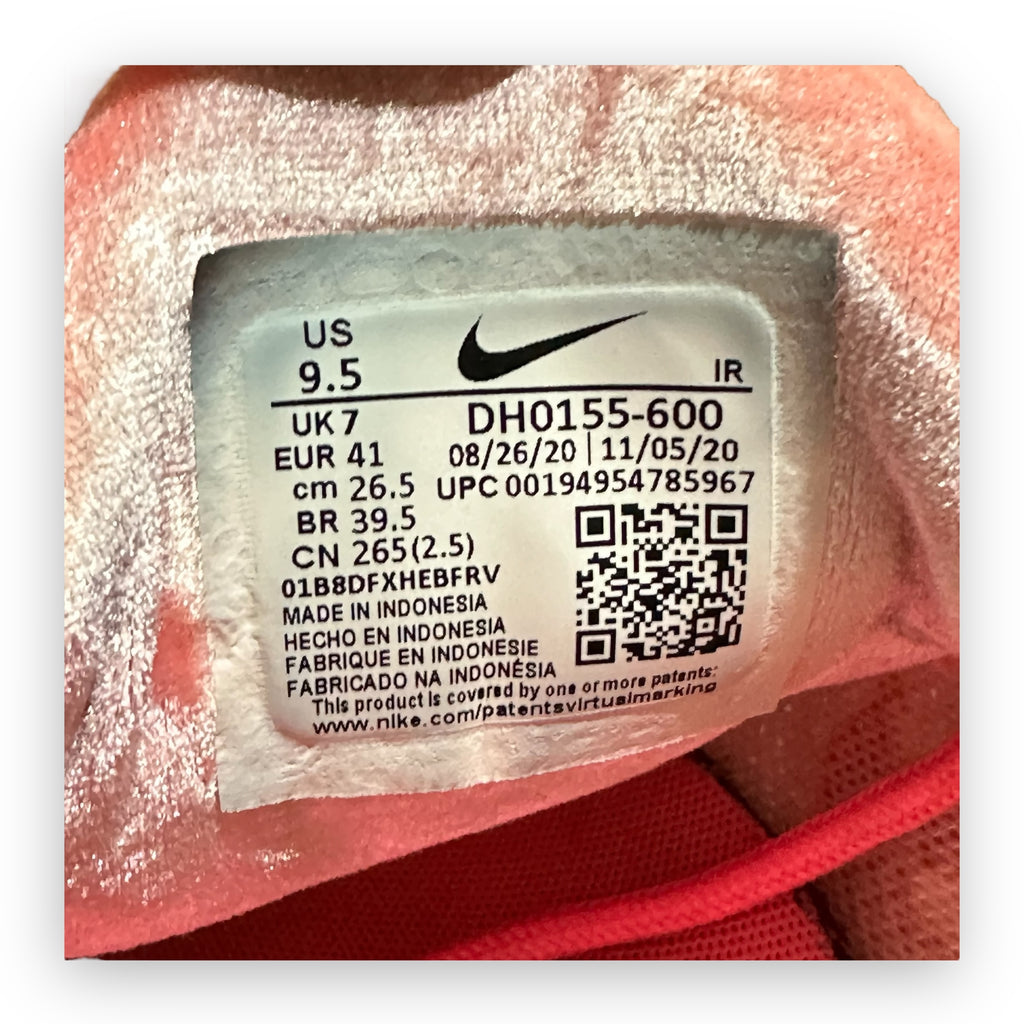 US
9.5
IR
UK 7
DH0155-600
EUR 41
08/26/20 | 11/05/20
cm 26.5
UPC 00194954785967
BR 39.5
CN 265(2.5)
01B8DFXHEBFRV
MADE IN INDONESIA
HECHO EN INDONESIA
FABRIQUE EN INDONESIE
FABRICADO NA INDONÉSIA
This product is covered by one or more patents:
www.nike.com/patentsvirtualmarking